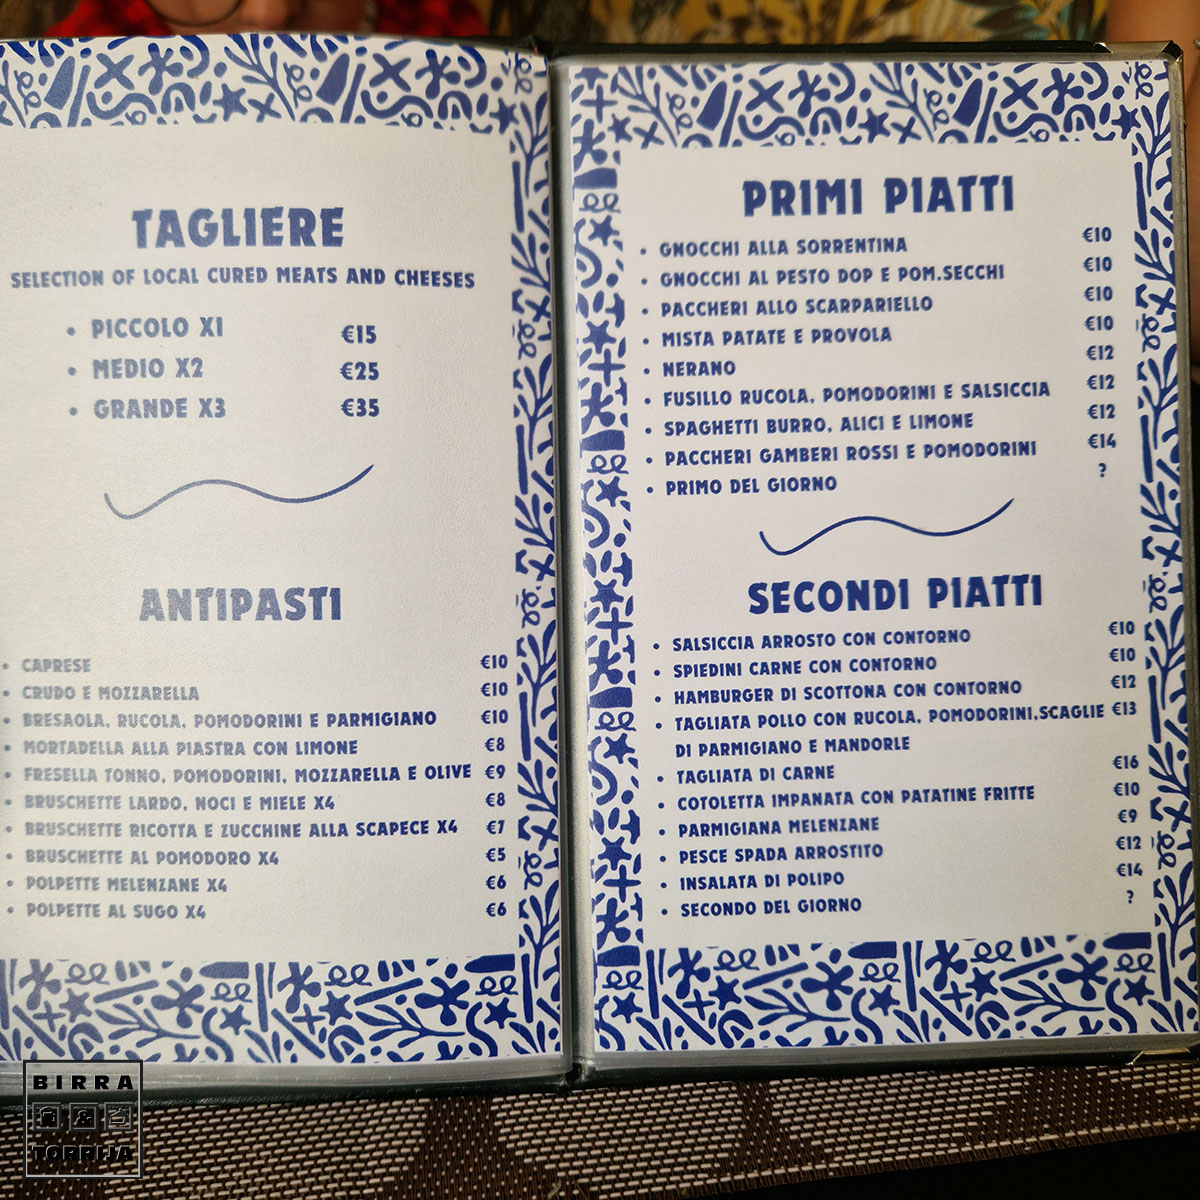 TAGLIERE
SELECTION OF LOCAL CURED MEATS AND CHEESES
• PICCOLO X1 €15
• MEDIO X2 €25
• GRANDE X3 €35
ANTIPASTI
• CAPRESE €10
• CRUDO E MOZZARELLA €10
• BRESAOLA, RUCOLA, POMODORINI E PARMIGIANO €10
• MORTADELLA ALLA PIASTRA CON LIMONE €8
• FRESELLA TONNO, POMODORINI, MOZZARELLA E OLIVE €9
• BRUSCHETTE LARDO, NOCI E MIELE X4 €8
• BRUSCHETTE RICOTTA E ZUCCHINE ALLA SCAPECE X4 €7
• BRUSCHETTE AL POMODORO X4 €5
• POLPETTE MELENZANE X4 €6
• POLPETTE AL SUGO X4 €6
PRIMI PIATTI
• GNOCCHI ALLA SORRENTINA €10
• GNOCCHI AL PESTO DOP E POM.SECCHI €10
• PACCHERI ALLO SCARPARIELLO €10
• MISTA PATATE E PROVOLA €10
• NERANO €12
• FUSILLO RUCOLA, POMODORINI E SALSICCIA €12
• SPAGHETTI BURRO, ALICI E LIMONE €12
• PACCHERI GAMBERI ROSSI E POMODORINI €14
• PRIMO DEL GIORNO ?
SECONDI PIATTI
• SALSICCIA ARROSTO CON CONTORNO €10
• SPIEDINI CARNE CON CONTORNO €10
• HAMBURGER DI SCOTTONA CON CONTORNO €12
• TAGLIATA POLLO CON RUCOLA, POMODORINI,SCAGLIE €13
DI PARMIGIANO E MANDORLE
• TAGLIATA DI CARNE €16
• COTOLETTA IMPANATA CON PATATINE FRITTE €10
• PARMIGIANA MELENZANE €9
• PESCE SPADA ARROSTITO €12
• INSALATA DI POLIPO €14
• SECONDO DEL GIORNO ?
BIRRA
&
TORRIJA